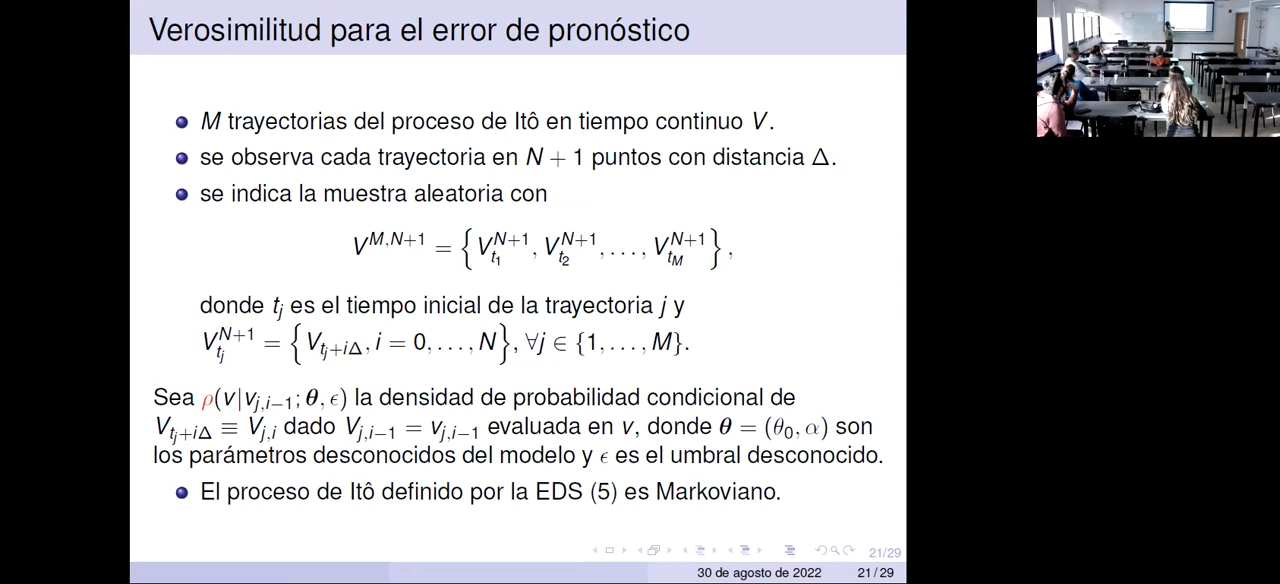 Verosimilitud para el error de pronóstico
M trayectorias del proceso de Itô en tiempo continuo V.
se observa cada trayectoria en N + 1 puntos con distancia Δ.
se indica la muestra aleatoria con
V^{M,N+1} = { V_{t_1}^{N+1}, V_{t_2}^{N+1}, . . . , V_{t_M}^{N+1} } ,
donde t_j es el tiempo inicial de la trayectoria j y
V_{t_j}^{N+1} = { V_{t_j+iΔ}, i = 0, . . . , N }, ∀j ∈ {1, . . . , M}.
Sea ρ(v|v_{j,i−1}; θ, ϵ) la densidad de probabilidad condicional de
V_{t_j+iΔ} ≡ V_{j,i} dado V_{j,i−1} = v_{j,i−1} evaluada en v, donde θ = (θ_0, α) son
los parámetros desconocidos del modelo y ϵ es el umbral desconocido.
El proceso de Itô definido por la EDS (5) es Markoviano.
21/29
30 de agosto de 2022 21 / 29